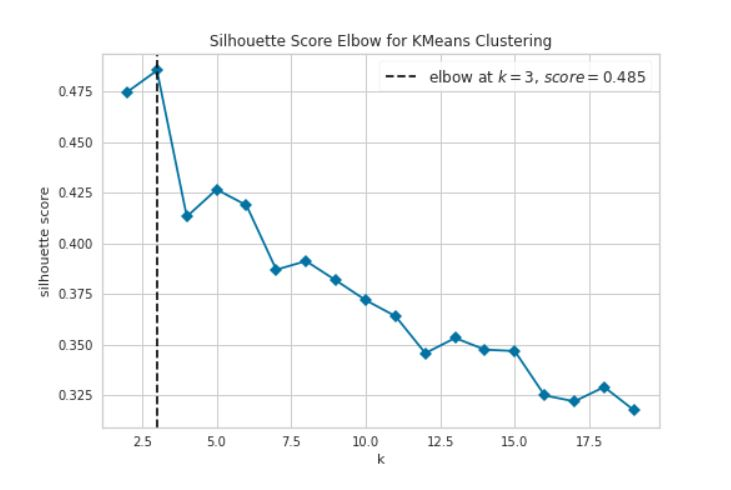 Silhouette Score Elbow for KMeans Clustering
elbow at k = 3, score = 0.485
silhouette score
0.475
0.450
0.425
0.400
0.375
0.350
0.325
2.5 5.0 7.5 10.0 12.5 15.0 17.5
k